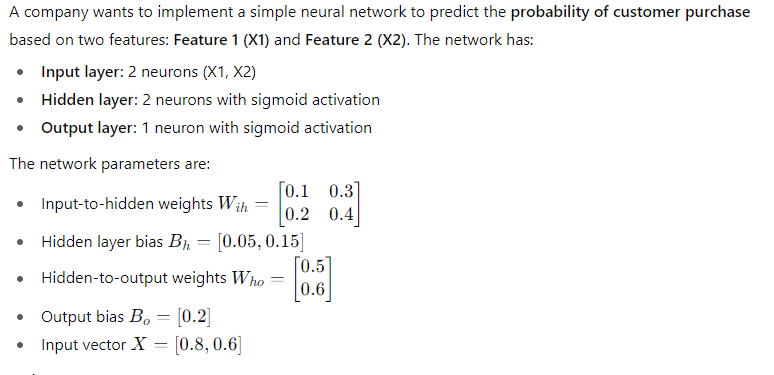 A company wants to implement a simple neural network to predict the probability of customer purchase
based on two features: Feature 1 (X1) and Feature 2 (X2). The network has:
• Input layer: 2 neurons (X1, X2)
• Hidden layer: 2 neurons with sigmoid activation
• Output layer: 1 neuron with sigmoid activation
The network parameters are:
• Input-to-hidden weights W_{ih} = \begin{bmatrix} 0.1 & 0.3 \\ 0.2 & 0.4 \end{bmatrix}
• Hidden layer bias B_h = [0.05, 0.15]
• Hidden-to-output weights W_{ho} = \begin{bmatrix} 0.5 \\ 0.6 \end{bmatrix}
• Output bias B_o = [0.2]
• Input vector X = [0.8, 0.6]